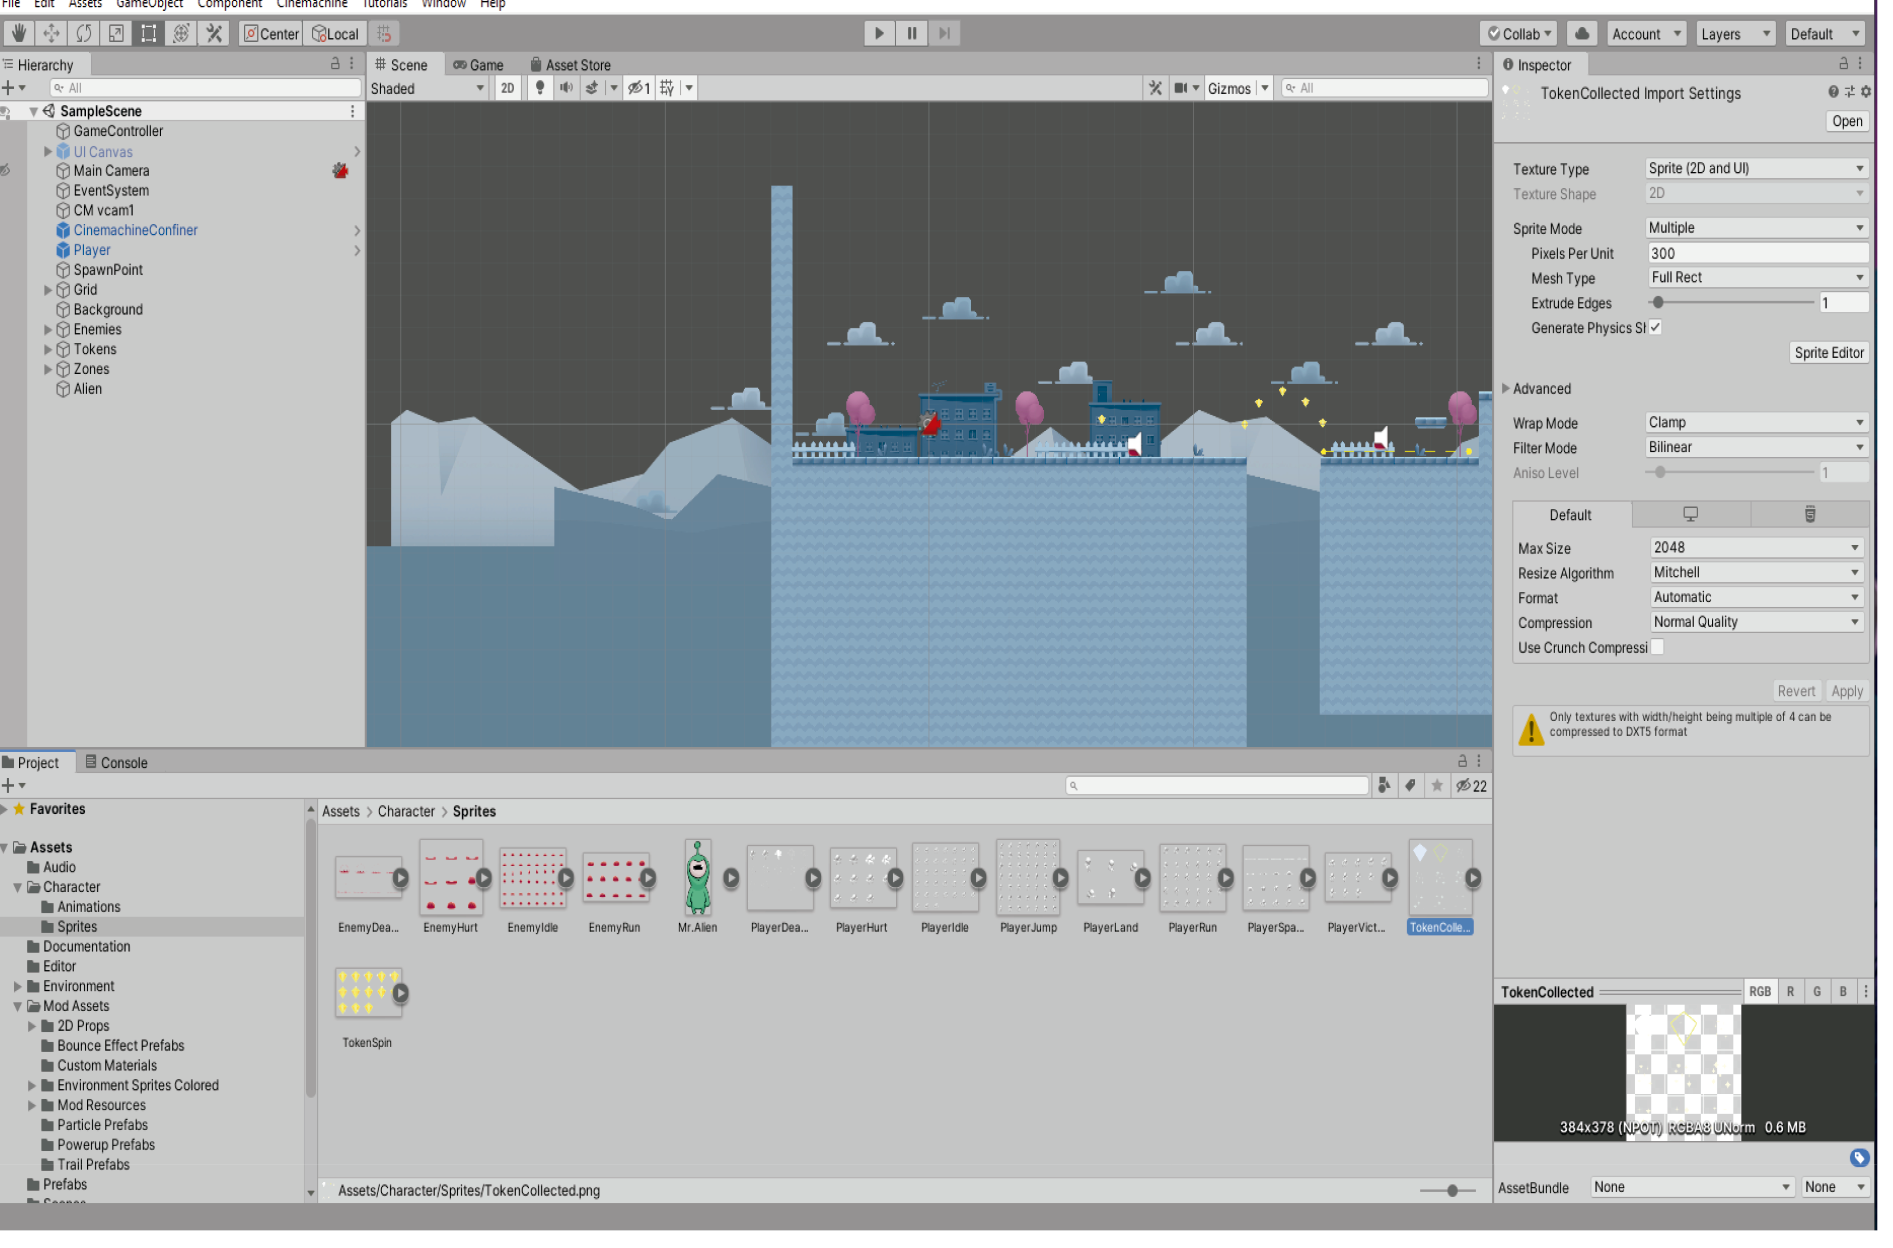 File Edit Assets GameObject Component Cinemachine Tutorials Window Help
Center Local Collab Account Layers Default
Hierarchy
All
SampleScene
GameController
UI Canvas
Main Camera
EventSystem
CM vcam1
CinemachineConfiner
Player
SpawnPoint
Grid
Background
Enemies
Tokens
Zones
Alien
Scene Game Asset Store
Shaded 2D 1 Gizmos All
Inspector
TokenCollected Import Settings
Open
Texture Type Sprite (2D and UI)
Texture Shape 2D
Sprite Mode Multiple
Pixels Per Unit 300
Mesh Type Full Rect
Extrude Edges 1
Generate Physics Sh
Sprite Editor
Advanced
Wrap Mode Clamp
Filter Mode Bilinear
Aniso Level 1
Default
Max Size 2048
Resize Algorithm Mitchell
Format Automatic
Compression Normal Quality
Use Crunch Compressi
Revert Apply
Only textures with width/height being multiple of 4 can be
compressed to DXT5 format
Project Console
22
Favorites
Assets
Audio
Character
Animations
Sprites
Documentation
Editor
Environment
Mod Assets
2D Props
Bounce Effect Prefabs
Custom Materials
Environment Sprites Colored
Mod Resources
Particle Prefabs
Powerup Prefabs
Trail Prefabs
Prefabs
Scenes
Assets > Character > Sprites
EnemyDea... EnemyHurt EnemyIdle EnemyRun Mr.Alien PlayerDea... PlayerHurt PlayerIdle PlayerJump PlayerLand PlayerRun PlayerSpa... PlayerVict... TokenColle...
TokenSpin
Assets/Character/Sprites/TokenCollected.png
TokenCollected RGB R G B
384x378 (NPOT) RGBA8 UNorm 0.6 MB
AssetBundle None None